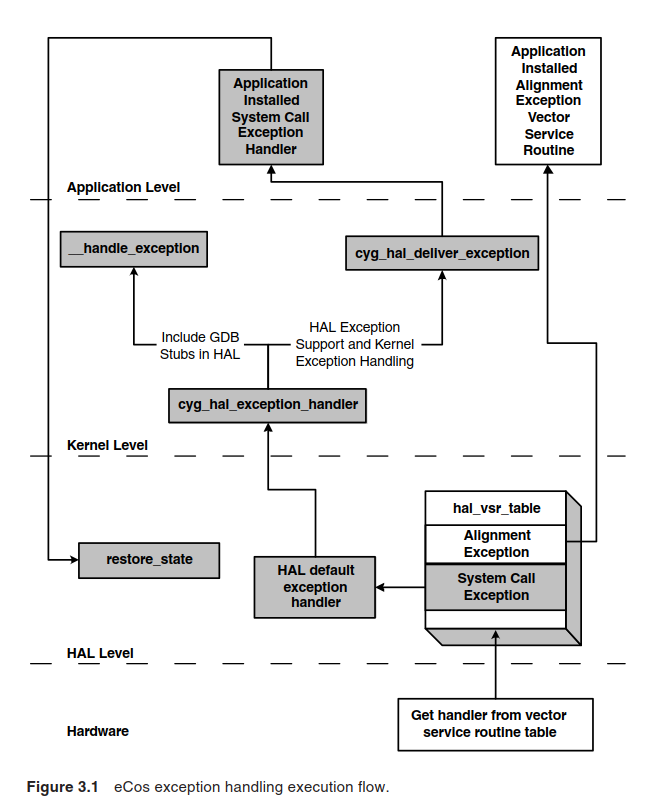 Application
Installed
System Call
Exception
Handler
Application
Installed
Alignment
Exception
Vector
Service
Routine
Application Level
__handle_exception
cyg_hal_deliver_exception
Include GDB
Stubs in HAL
HAL Exception
Support and Kernel
Exception Handling
cyg_hal_exception_handler
Kernel Level
hal_vsr_table
Alignment
Exception
System Call
Exception
restore_state
HAL default
exception
handler
HAL Level
Get handler from vector
service routine table
Hardware
Figure 3.1 eCos exception handling execution flow.